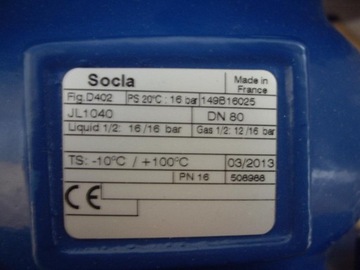 Socla Made in
France
Fig.D402 PS 20°C : 16 bar 149B16025
JL1040 DN 80
Liquid 1/2: 16/16 bar Gas 1/2: 12/16 bar
TS: -10°C / +100°C 03/2013
PN 16 508988
CE